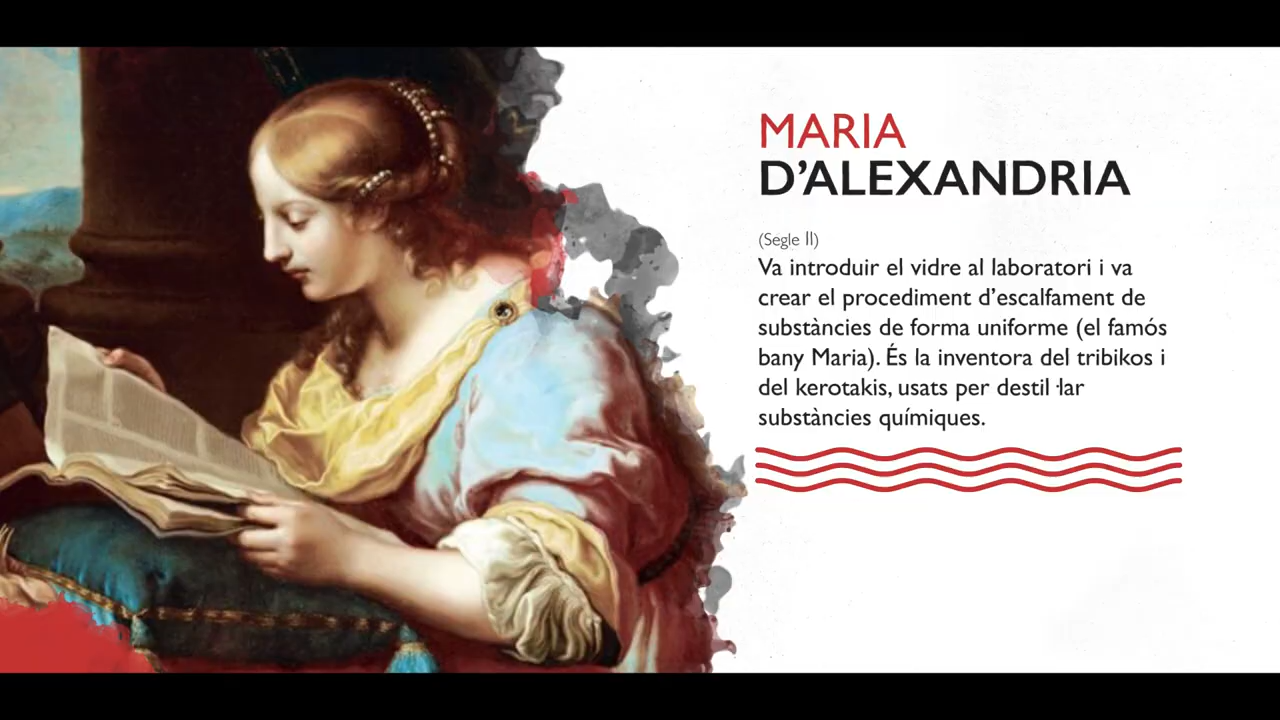 MARIA
D’ALEXANDRIA
(Segle II)
Va introduir el vidre al laboratori i va
crear el procediment d’escalfament de
substàncies de forma uniforme (el famós
bany Maria). És la inventora del tribikos i
del kerotakis, usats per destil·lar
substàncies químiques.